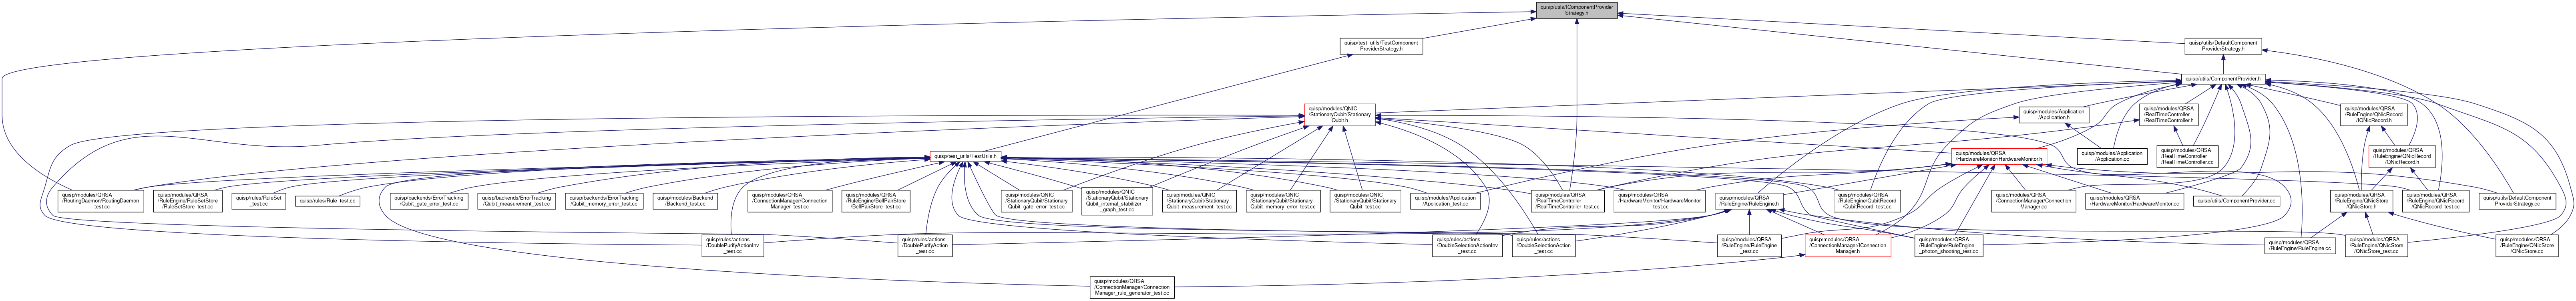 quisp/utils/IComponentProvider
Strategy.h
quisp/test_utils/TestComponent
ProviderStrategy.h
quisp/utils/DefaultComponent
ProviderStrategy.h
quisp/utils/ComponentProvider.h
quisp/modules/QNIC
/StationaryQubit/Stationary
Qubit.h
quisp/modules/Application
/Application.h
quisp/modules/QRSA
/RealTimeController
/RealTimeController.h
quisp/modules/QRSA
/RuleEngine/QNicRecord
/IQNicRecord.h
quisp/test_utils/TestUtils.h
quisp/modules/QRSA
/HardwareMonitor/HardwareMonitor.h
quisp/modules/Application
/Application.cc
quisp/modules/QRSA
/RealTimeController
/RealTimeController.cc
quisp/modules/QRSA
/RuleEngine/QNicRecord
/QNicRecord.h
quisp/modules/QRSA
/RoutingDaemon/RoutingDaemon
_test.cc
quisp/modules/QRSA
/RuleEngine/RuleSetStore
/RuleSetStore_test.cc
quisp/rules/RuleSet
_test.cc
quisp/rules/Rule_test.cc
quisp/backends/ErrorTracking
/Qubit_gate_error_test.cc
quisp/backends/ErrorTracking
/Qubit_measurement_test.cc
quisp/backends/ErrorTracking
/Qubit_memory_error_test.cc
quisp/modules/Backend
/Backend_test.cc
quisp/modules/QRSA
/ConnectionManager/Connection
Manager_test.cc
quisp/modules/QRSA
/RuleEngine/BellPairStore
/BellPairStore_test.cc
quisp/modules/QNIC
/StationaryQubit/Stationary
Qubit_gate_error_test.cc
quisp/modules/QNIC
/StationaryQubit/Stationary
Qubit_internal_stabilizer
_graph_test.cc
quisp/modules/QNIC
/StationaryQubit/Stationary
Qubit_measurement_test.cc
quisp/modules/QNIC
/StationaryQubit/Stationary
Qubit_memory_error_test.cc
quisp/modules/QNIC
/StationaryQubit/Stationary
Qubit_test.cc
quisp/modules/Application
/Application_test.cc
quisp/modules/QRSA
/RealTimeController
/RealTimeController_test.cc
quisp/modules/QRSA
/HardwareMonitor/HardwareMonitor
_test.cc
quisp/modules/QRSA
/RuleEngine/RuleEngine.h
quisp/modules/QRSA
/RuleEngine/QubitRecord
/QubitRecord_test.cc
quisp/modules/QRSA
/ConnectionManager/Connection
Manager.cc
quisp/modules/QRSA
/HardwareMonitor/HardwareMonitor.cc
quisp/utils/ComponentProvider.cc
quisp/modules/QRSA
/RuleEngine/QNicStore
/QNicStore.h
quisp/modules/QRSA
/RuleEngine/QNicRecord
/QNicRecord_test.cc
quisp/utils/DefaultComponent
ProviderStrategy.cc
quisp/rules/actions
/DoublePurifyActionInv
_test.cc
quisp/rules/actions
/DoublePurifyAction
_test.cc
quisp/rules/actions
/DoubleSelectionActionInv
_test.cc
quisp/rules/actions
/DoubleSelectionAction
_test.cc
quisp/modules/QRSA
/RuleEngine/RuleEngine
_test.cc
quisp/modules/QRSA
/ConnectionManager/IConnection
Manager.h
quisp/modules/QRSA
/RuleEngine/RuleEngine
_photon_shooting_test.cc
quisp/modules/QRSA
/RuleEngine/RuleEngine.cc
quisp/modules/QRSA
/RuleEngine/QNicStore
/QNicStore_test.cc
quisp/modules/QRSA
/RuleEngine/QNicStore
/QNicStore.cc
quisp/modules/QRSA
/ConnectionManager/Connection
Manager_rule_generator_test.cc